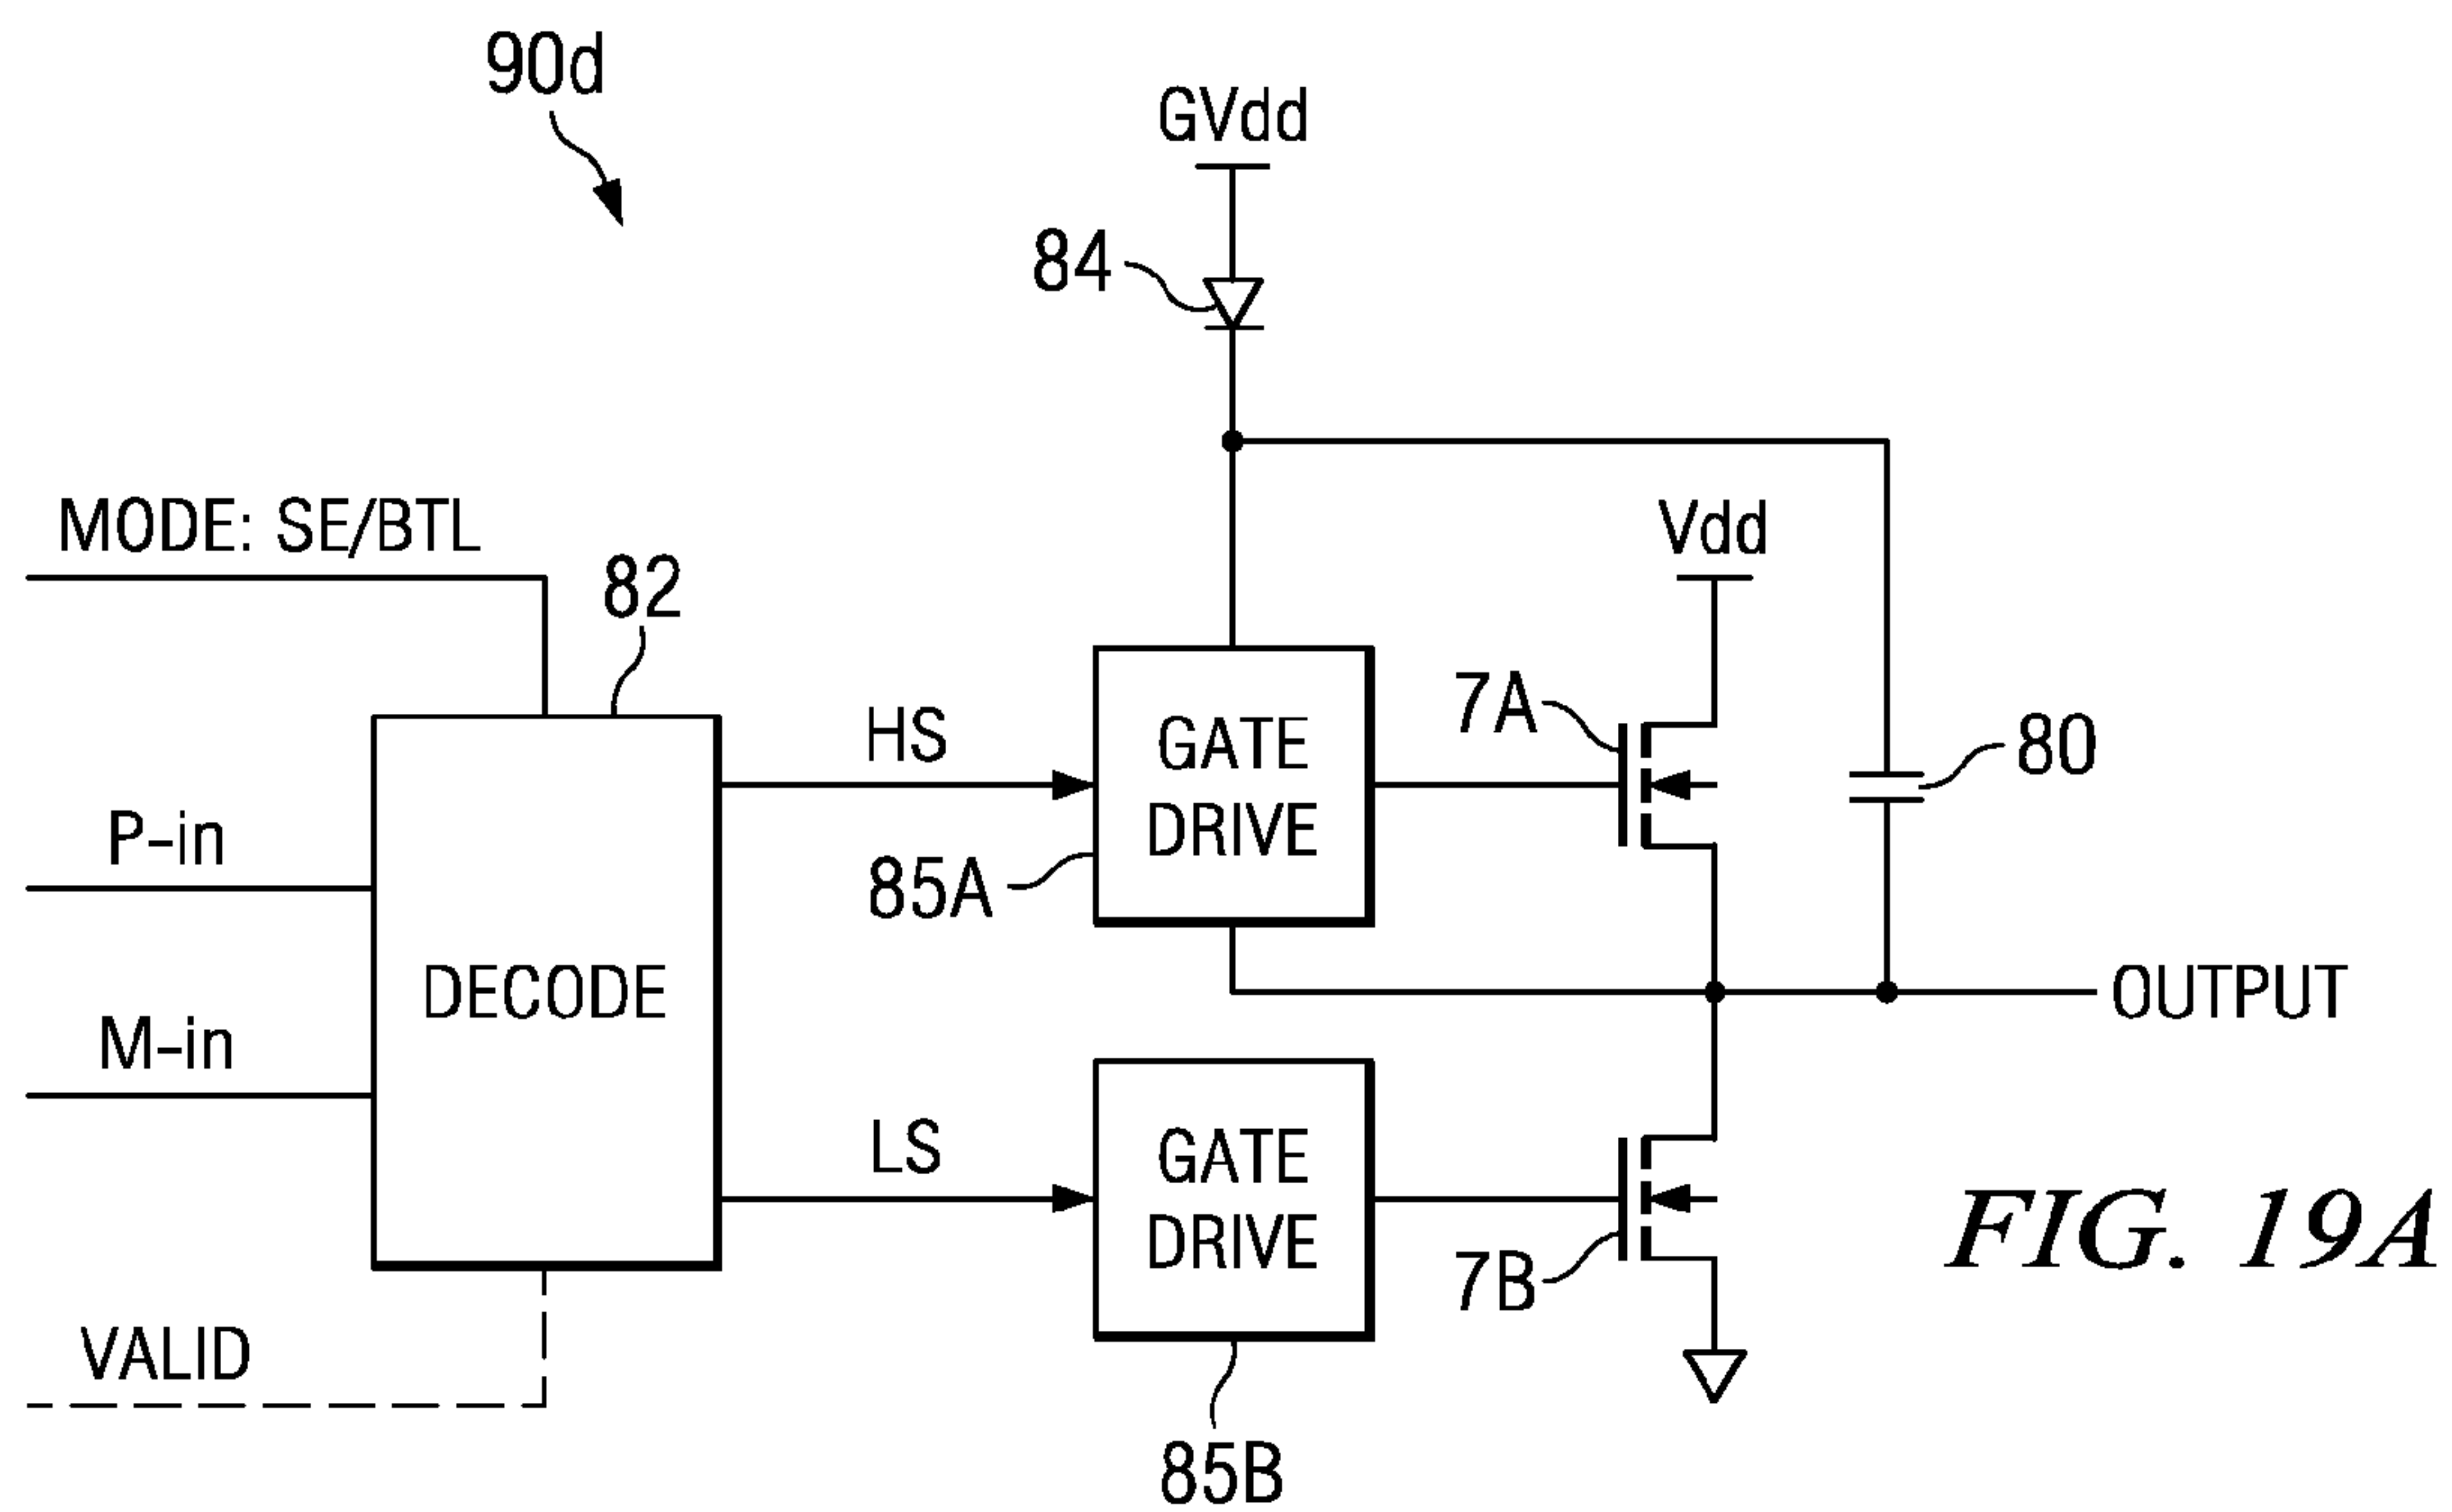 90d
GVdd
84
MODE: SE/BTL
82
Vdd
HS
GATE
DRIVE
7A
80
P-in
85A
DECODE
OUTPUT
M-in
LS
GATE
DRIVE
7B
FIG. 19A
VALID
85B